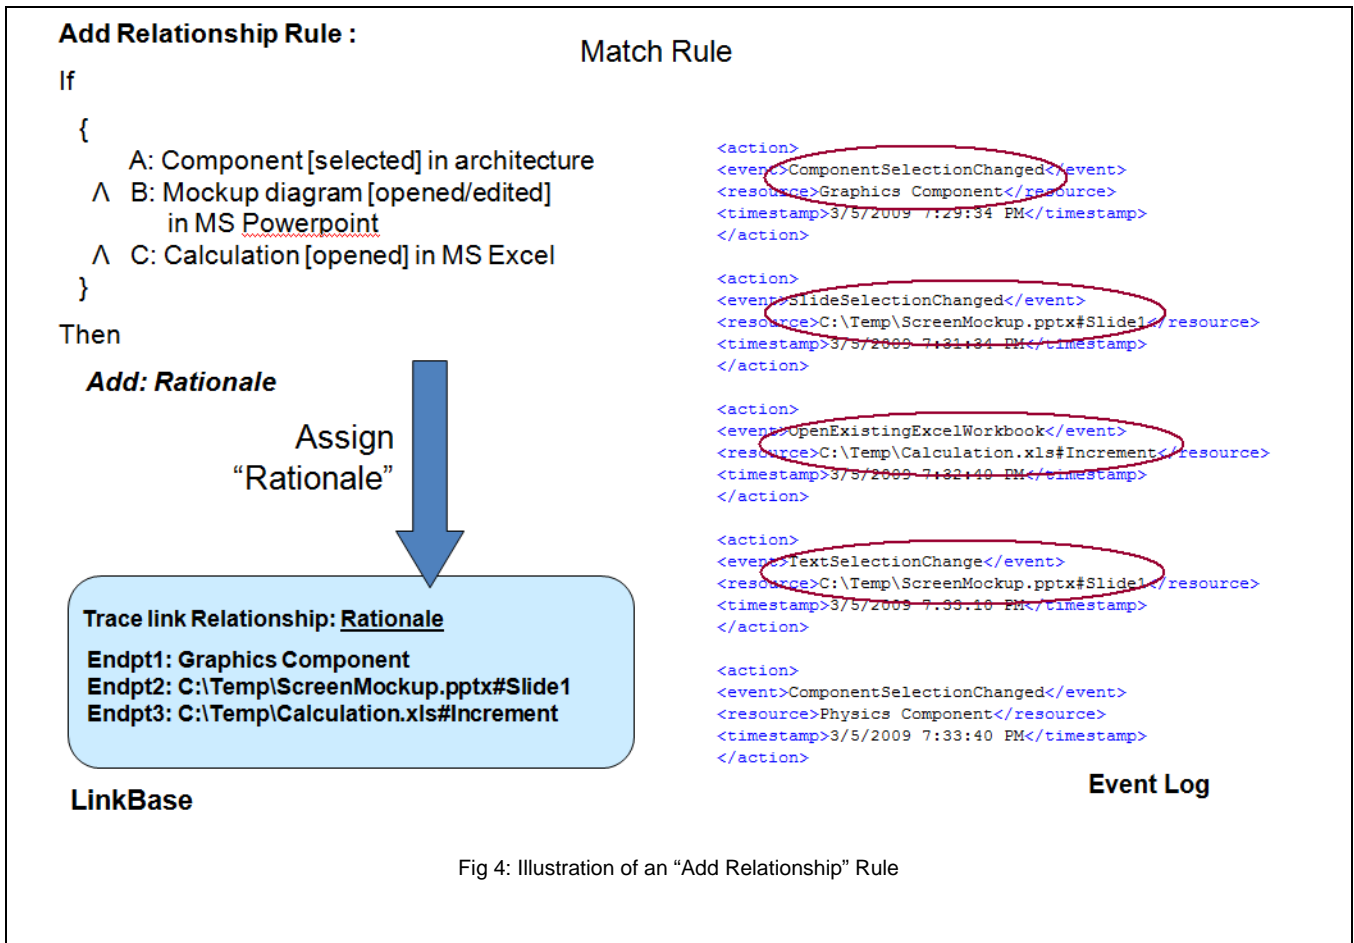 Add Relationship Rule :
Match Rule
If
{
A: Component [selected] in architecture
Λ B: Mockup diagram [opened/edited]
in MS Powerpoint
Λ C: Calculation [opened] in MS Excel
}
Then
Add: Rationale
Assign
“Rationale”
Trace link Relationship: Rationale
Endpt1: Graphics Component
Endpt2: C:\Temp\ScreenMockup.pptx#Slide1
Endpt3: C:\Temp\Calculation.xls#Increment
LinkBase
<action>
<event>ComponentSelectionChanged</event>
<resource>Graphics Component</resource>
<timestamp>3/5/2009 7:29:34 PM</timestamp>
</action>
<action>
<event>SlideSelectionChanged</event>
<resource>C:\Temp\ScreenMockup.pptx#Slide1</resource>
<timestamp>3/5/2009 7:31:34 PM</timestamp>
</action>
<action>
<event>OpenExistingExcelWorkbook</event>
<resource>C:\Temp\Calculation.xls#Increment</resource>
<timestamp>3/5/2009 7:32:40 PM</timestamp>
</action>
<action>
<event>TextSelectionChange</event>
<resource>C:\Temp\ScreenMockup.pptx#Slide1</resource>
<timestamp>3/5/2009 7:33:10 PM</timestamp>
</action>
<action>
<event>ComponentSelectionChanged</event>
<resource>Physics Component</resource>
<timestamp>3/5/2009 7:33:40 PM</timestamp>
</action>
Event Log
Fig 4: Illustration of an “Add Relationship” Rule